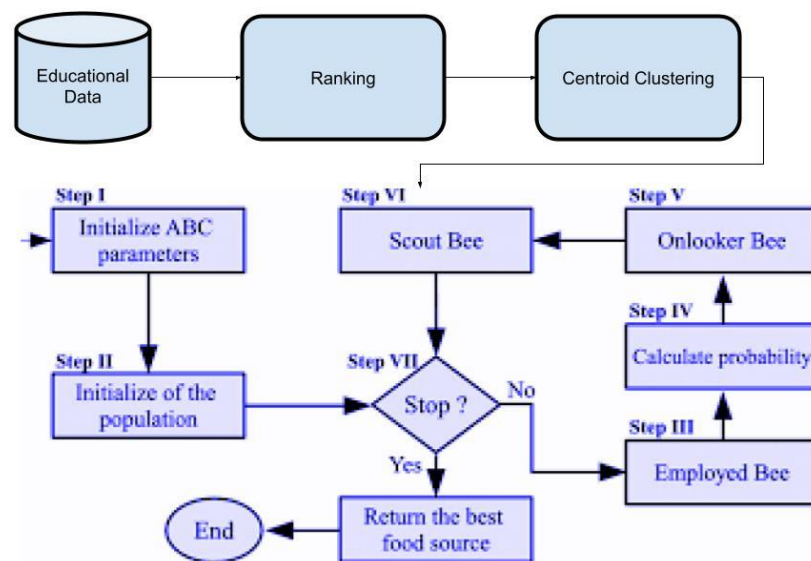 Educational
Data
Ranking
Centroid Clustering
Step I
Initialize ABC
parameters
Step VI
Scout Bee
Step V
Onlooker Bee
Step IV
Calculate probability
Step II
Initialize of the
population
Step VII
Stop ?
No
Step III
Employed Bee
Yes
Return the best
food source
End